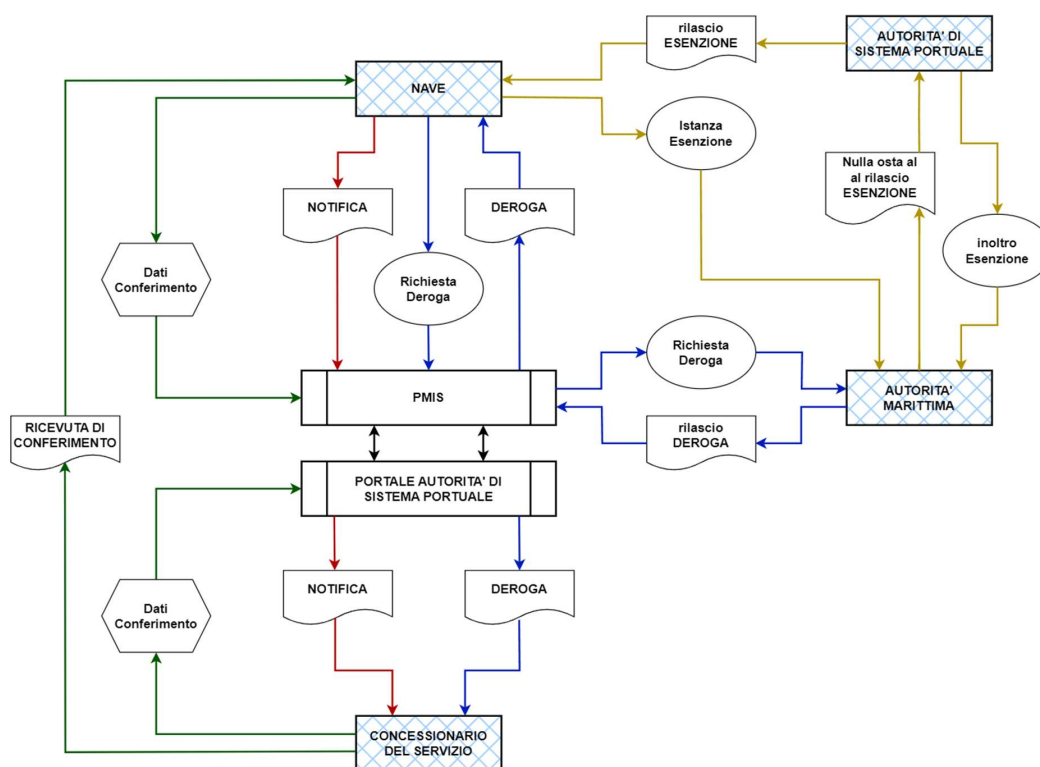 rilascio
ESENZIONE
AUTORITA' DI
SISTEMA PORTUALE
NAVE
Istanza
Esenzione
Nulla osta al
al rilascio
ESENZIONE
NOTIFICA
DEROGA
inoltro
Esenzione
Dati
Conferimento
Richiesta
Deroga
Richiesta
Deroga
PMIS
AUTORITA'
MARITTIMA
RICEVUTA DI
CONFERIMENTO
rilascio
DEROGA
PORTALE AUTORITA' DI
SISTEMA PORTUALE
NOTIFICA
DEROGA
Dati
Conferimento
CONCESSIONARIO
DEL SERVIZIO